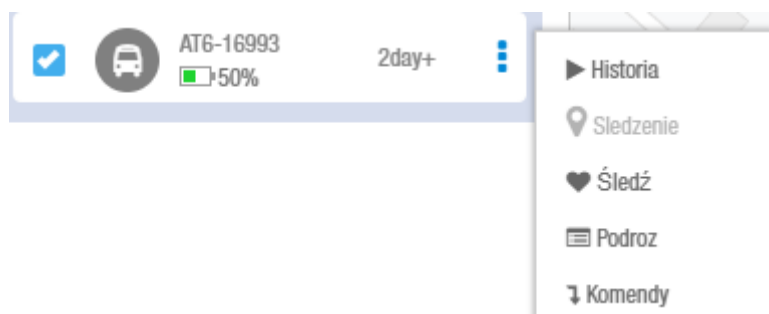 AT6-16993
50%
2day+
Historia
Sledzenie
Śledź
Podroz
Komendy